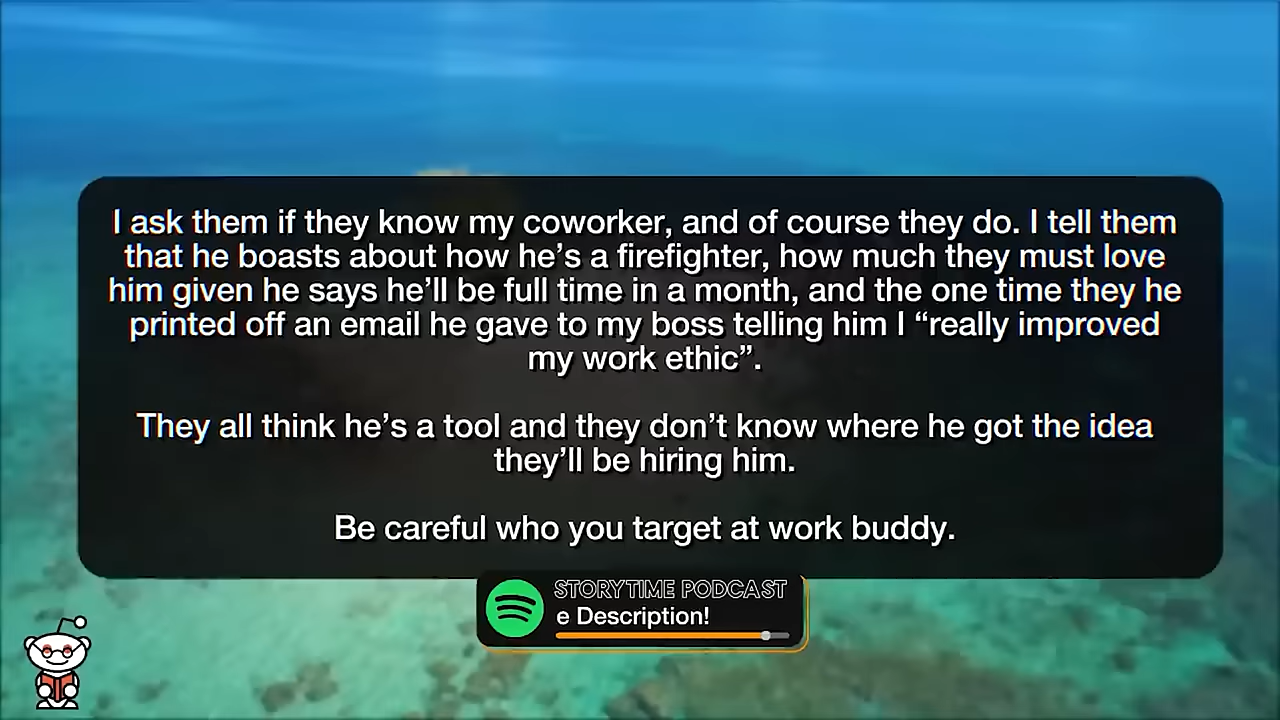 I ask them if they know my coworker, and of course they do. I tell them
that he boasts about how he’s a firefighter, how much they must love
him given he says he’ll be full time in a month, and the one time they he
printed off an email he gave to my boss telling him I “really improved
my work ethic”.
They all think he’s a tool and they don’t know where he got the idea
they’ll be hiring him.
Be careful who you target at work buddy.
STORYTIME PODCAST
e Description!